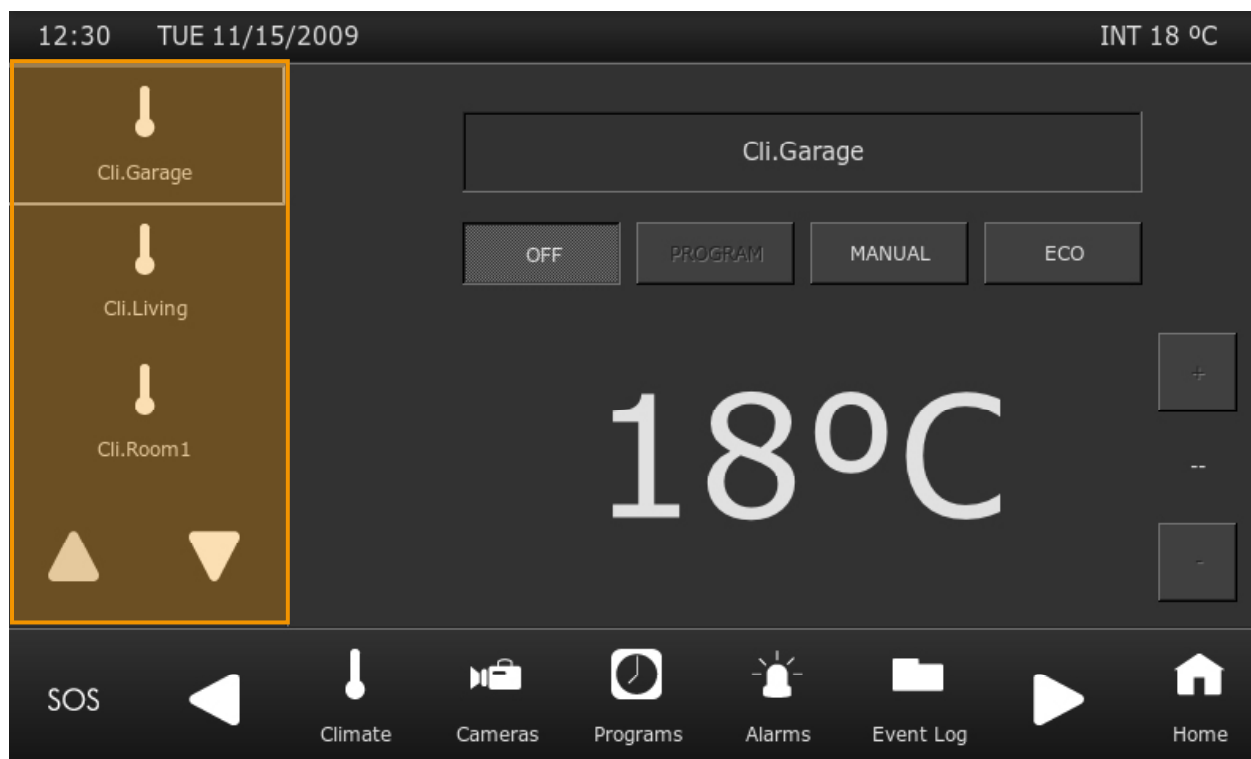 12:30 TUE 11/15/2009 INT 18 ºC
Cli.Garage
Cli.Living
Cli.Room1
Cli.Garage
OFF PROGRAM MANUAL ECO
+
18ºC
--
-
SOS Climate Cameras Programs Alarms Event Log Home